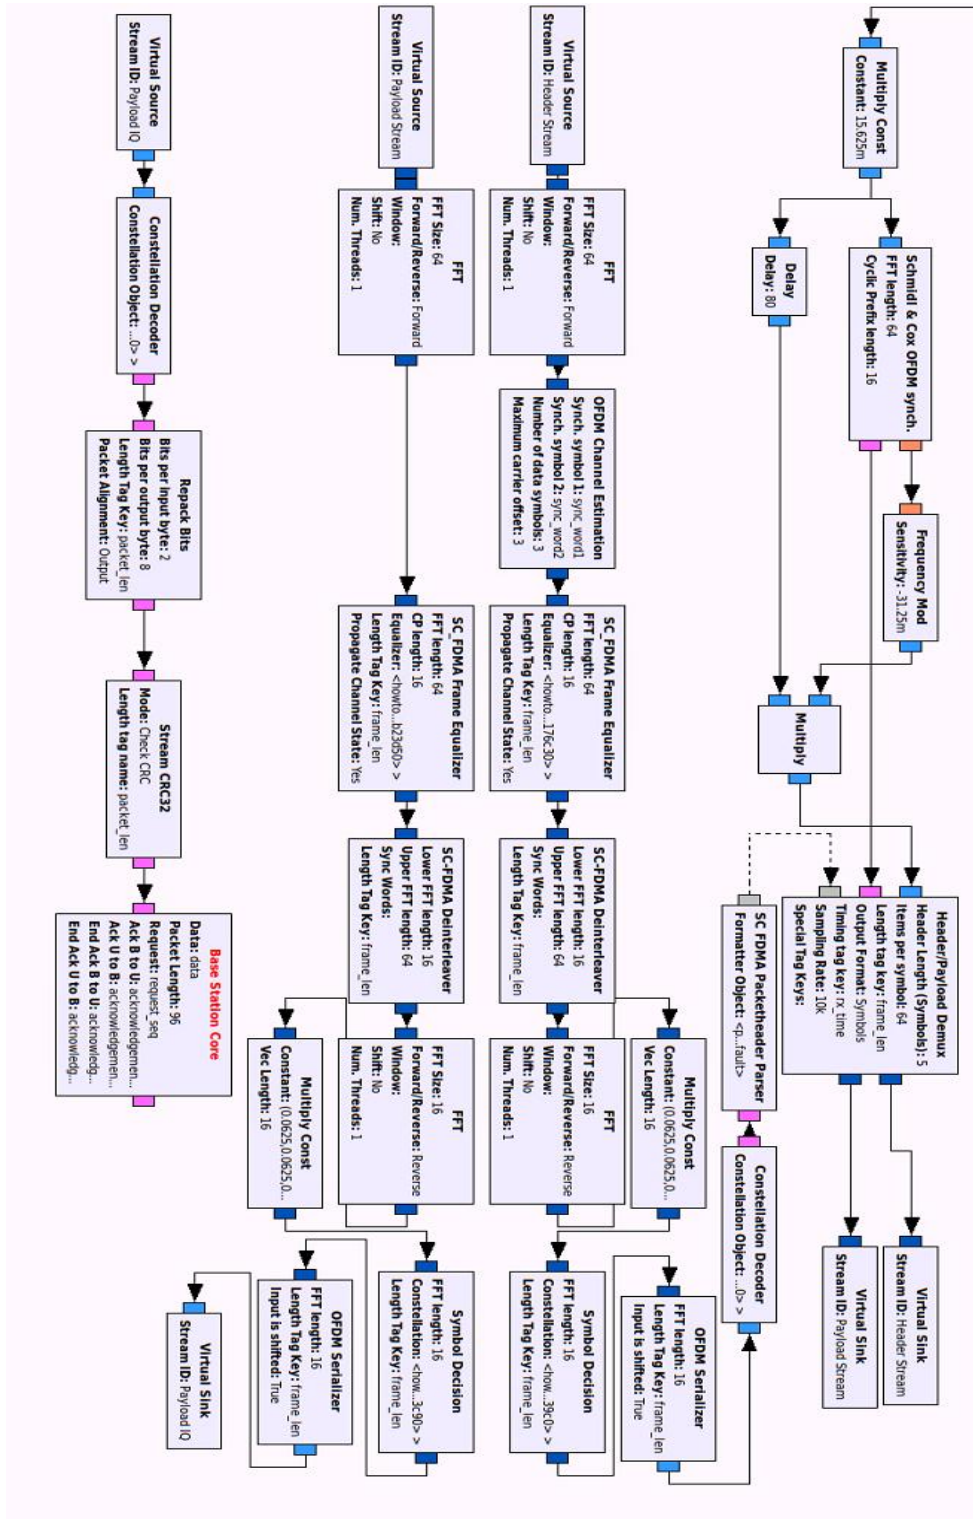 Multiply Const
Constant: 15.625m
Schmidl & Cox OFDM synch.
FFT length: 64
Cyclic Prefix length: 16
Delay
Delay: 80
Frequency Mod
Sensitivity: -31.25m
Multiply
Header/Payload Demux
Header Length (Symbols): 5
Items per symbol: 64
Length tag key: frame_len
Output Format: Symbols
Timing tag key: rx_time
Sampling Rate: 10k
Special Tag Keys:
SC FDMA Packetheader Parser
Formatter Object: <p...fault>
Constellation Decoder
Constellation Object: ...0> >
Virtual Sink
Stream ID: Header Stream
Virtual Sink
Stream ID: Payload Stream
Virtual Source
Stream ID: Header Stream
FFT
FFT Size: 64
Forward/Reverse: Forward
Window:
Shift: No
Num. Threads: 1
OFDM Channel Estimation
Synch. symbol 1: sync_word1
Synch. symbol 2: sync_word2
Number of data symbols: 3
Maximum carrier offset: 3
SC_FDMA Frame Equalizer
FFT length: 64
CP length: 16
Equalizer: <howto...176c30> >
Length Tag Key: frame_len
Propagate Channel State: Yes
SC-FDMA Deinterleaver
Lower FFT length: 16
Upper FFT length: 64
Sync Words:
Length Tag Key: frame_len
FFT
FFT Size: 16
Forward/Reverse: Reverse
Window:
Shift: No
Num. Threads: 1
Multiply Const
Constant: (0.0625,0.0625,0...
Vec Length: 16
Symbol Decision
FFT length: 16
Constellation: <how...39c0> >
Length Tag Key: frame_len
OFDM Serializer
FFT length: 16
Length Tag Key: frame_len
Input is shifted: True
Virtual Source
Stream ID: Payload Stream
FFT
FFT Size: 64
Forward/Reverse: Forward
Window:
Shift: No
Num. Threads: 1
SC_FDMA Frame Equalizer
FFT length: 64
CP length: 16
Equalizer: <howto...b23d50> >
Length Tag Key: frame_len
Propagate Channel State: Yes
SC-FDMA Deinterleaver
Lower FFT length: 16
Upper FFT length: 64
Sync Words:
Length Tag Key: frame_len
FFT
FFT Size: 16
Forward/Reverse: Reverse
Window:
Shift: No
Num. Threads: 1
Multiply Const
Constant: (0.0625,0.0625,0...
Vec Length: 16
Symbol Decision
FFT length: 16
Constellation: <how...3c90> >
Length Tag Key: frame_len
OFDM Serializer
FFT length: 16
Length Tag Key: frame_len
Input is shifted: True
Virtual Sink
Stream ID: Payload IQ
Virtual Source
Stream ID: Payload IQ
Constellation Decoder
Constellation Object: ...0> >
Repack Bits
Bits per input byte: 2
Bits per output byte: 8
Length Tag Key: packet_len
Packet Alignment: Output
Stream CRC32
Mode: Check CRC
Length tag name: packet_len
Base Station Core
Data: data
Packet Length: 96
Request: request_seq
Ack B to U: acknowledgemen...
Ack U to B: acknowledgemen...
End Ack B to U: acknowledg...
End Ack U to B: acknowledg...